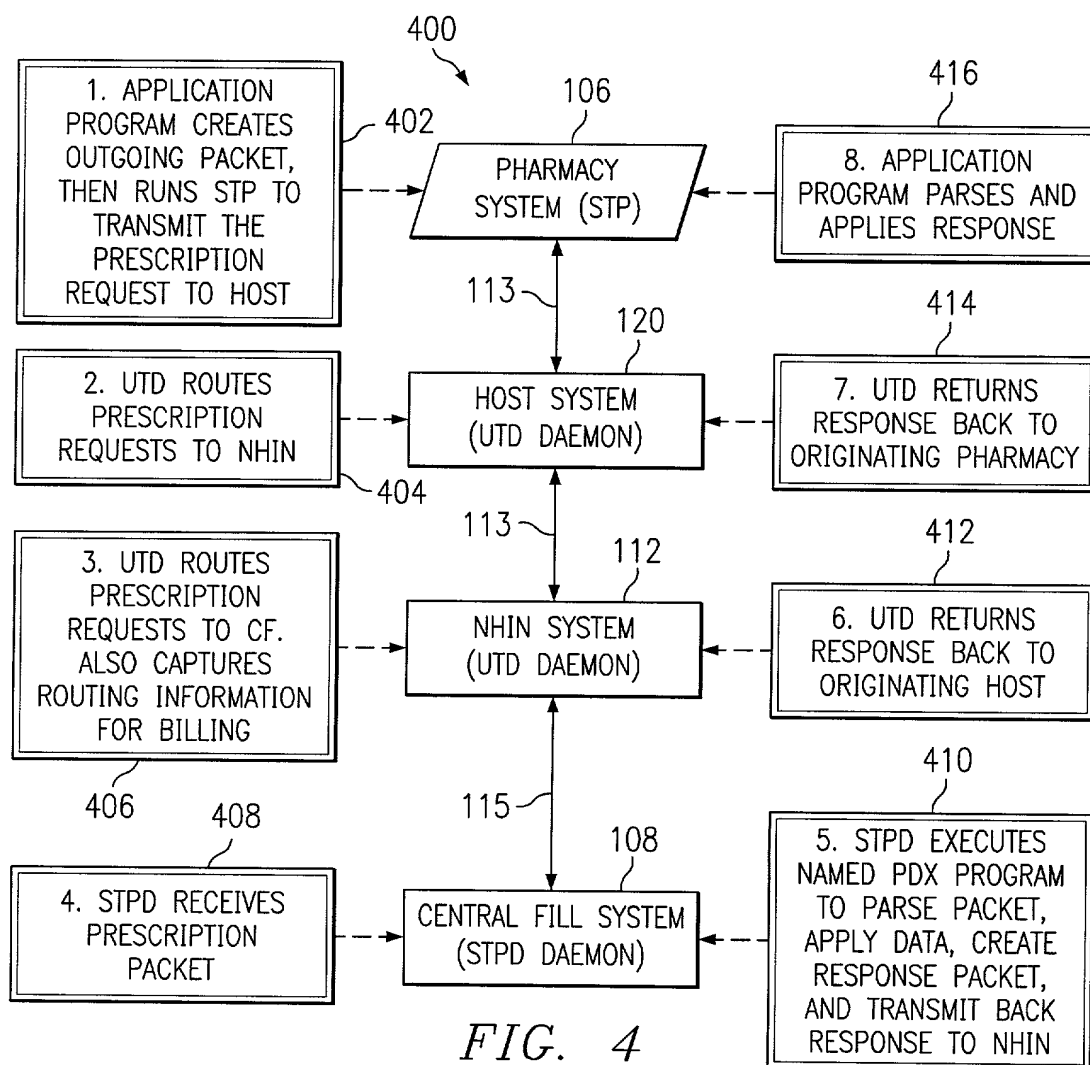 400
1. APPLICATION
PROGRAM CREATES
OUTGOING PACKET,
THEN RUNS STP TO
TRANSMIT THE
PRESCRIPTION
REQUEST TO HOST
402
106
PHARMACY
SYSTEM (STP)
416
8. APPLICATION
PROGRAM PARSES AND
APPLIES RESPONSE
113
2. UTD ROUTES
PRESCRIPTION
REQUESTS TO NHIN
404
120
HOST SYSTEM
(UTD DAEMON)
414
7. UTD RETURNS
RESPONSE BACK TO
ORIGINATING PHARMACY
113
3. UTD ROUTES
PRESCRIPTION
REQUESTS TO CF.
ALSO CAPTURES
ROUTING INFORMATION
FOR BILLING
406
112
NHIN SYSTEM
(UTD DAEMON)
412
6. UTD RETURNS
RESPONSE BACK TO
ORIGINATING HOST
115
408
4. STPD RECEIVES
PRESCRIPTION
PACKET
108
CENTRAL FILL SYSTEM
(STPD DAEMON)
410
5. STPD EXECUTES
NAMED PDX PROGRAM
TO PARSE PACKET,
APPLY DATA, CREATE
RESPONSE PACKET,
AND TRANSMIT BACK
RESPONSE TO NHIN
FIG. 4